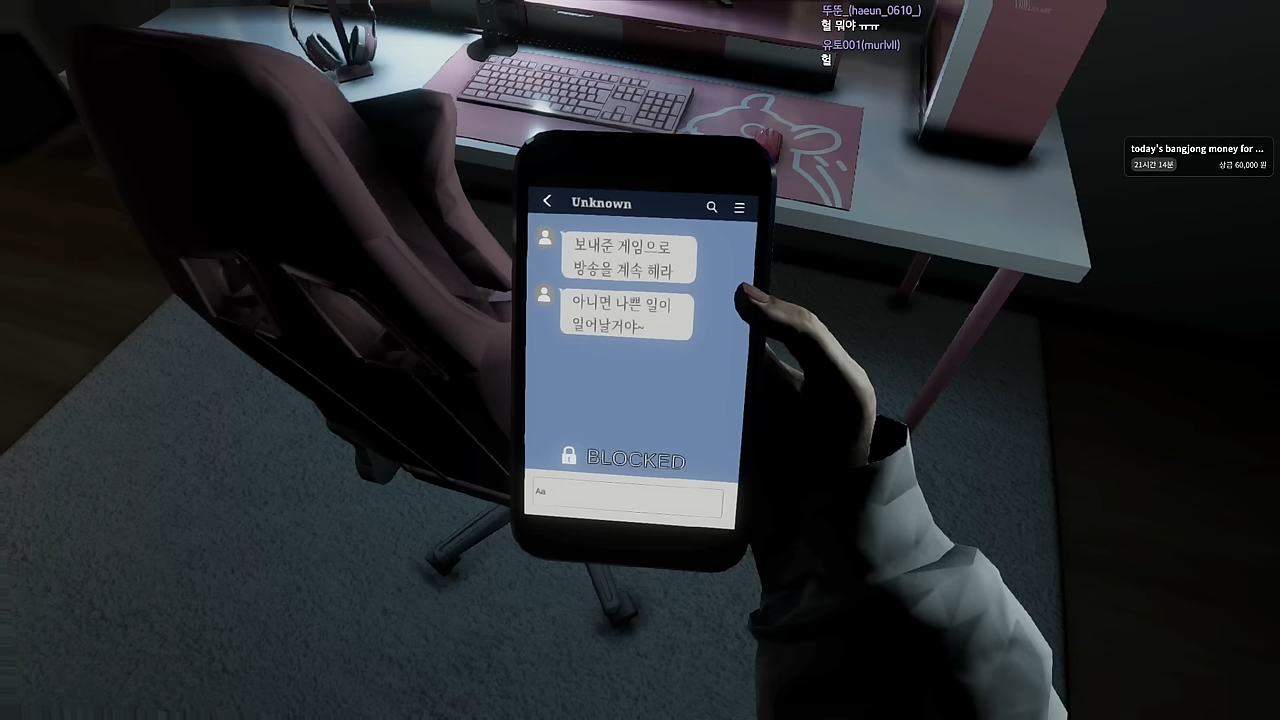 뚜뚠_(haeun_0610_)
헐 뭐야 ㅠㅠ
유토001(murlvll)
헐
today's bangjong money for ...
21시간 14분
상금 60,000 원
Unknown
보내준 게임으로
방송을 계속 해라
아니면 나쁜 일이
일어날거야~
BLOCKED
Aa